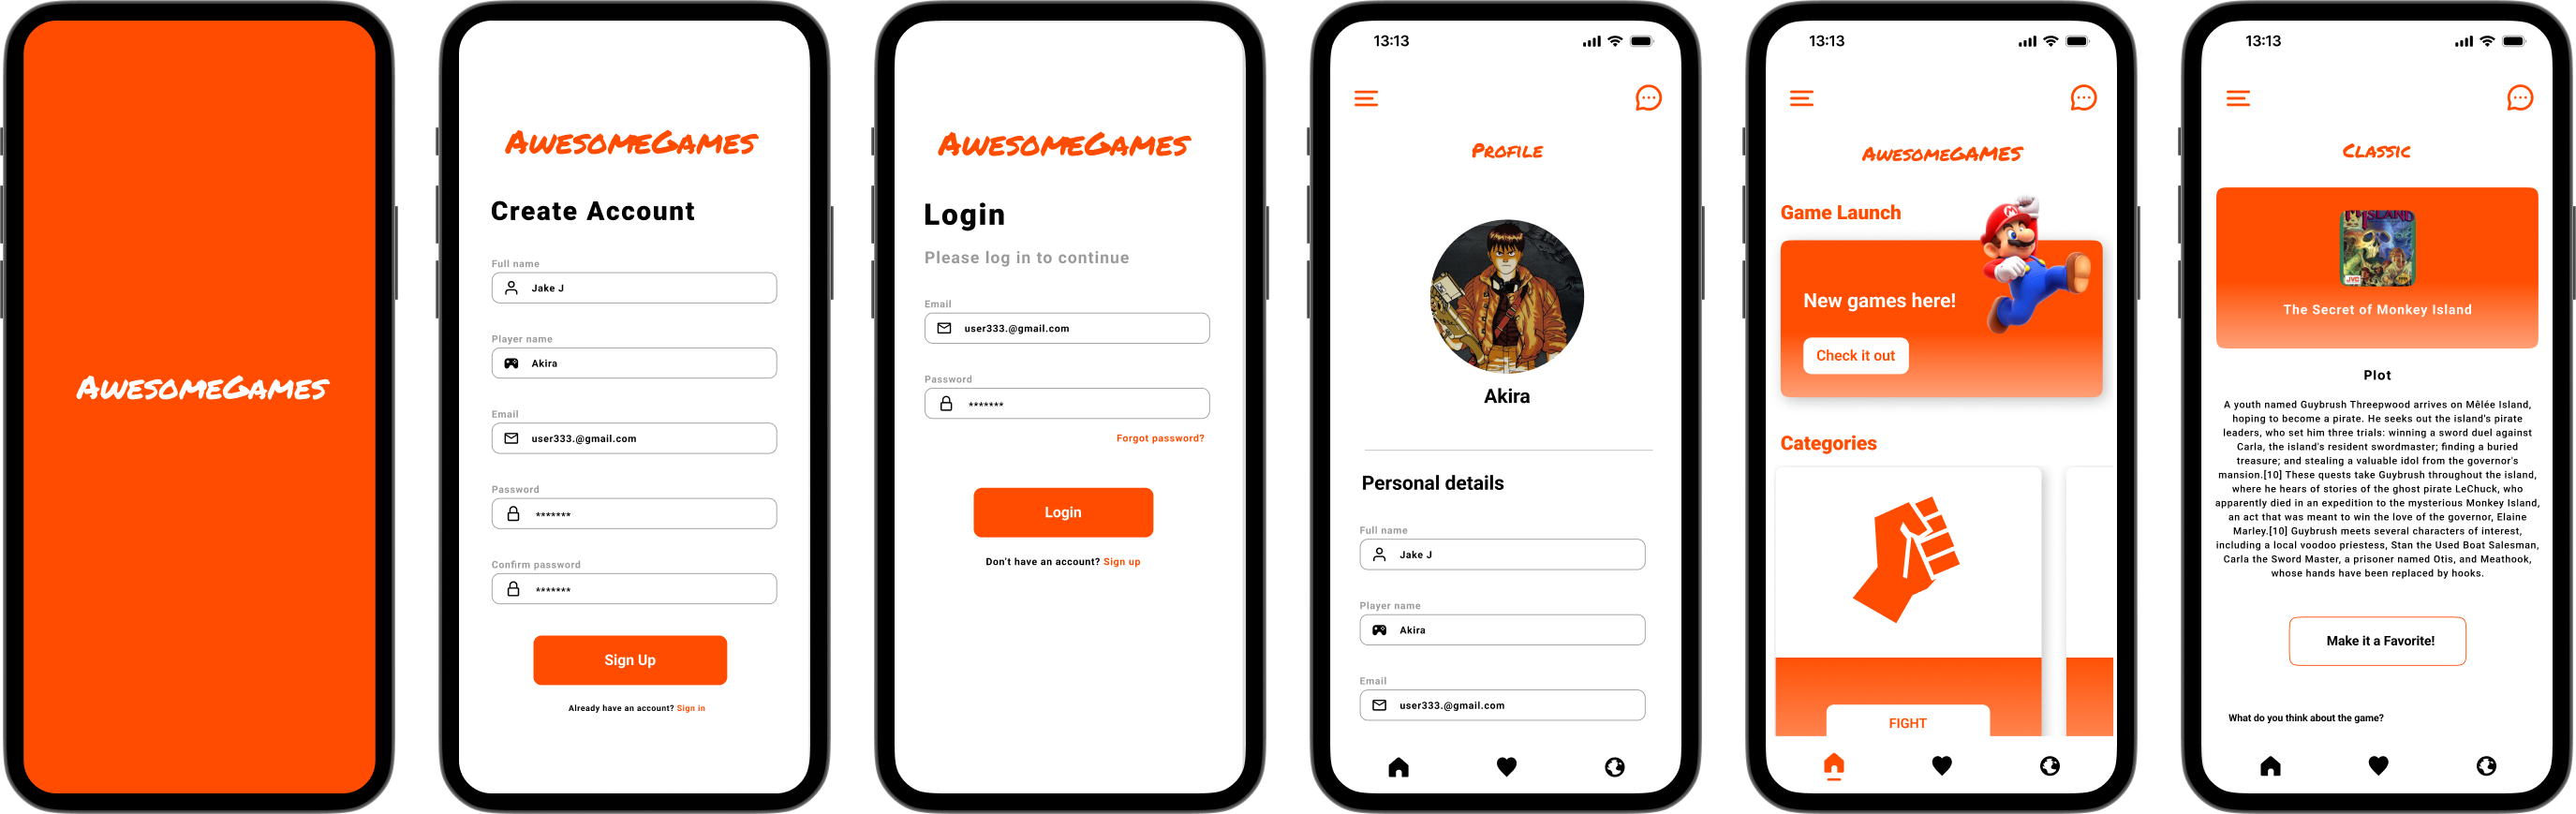 AwesomeGames
AwesomeGames
Create Account
Full name
Jake J
Player name
Akira
Email
user333.@gmail.com
Password
*******
Confirm password
*******
Sign Up
Already have an account? Sign in
AwesomeGames
Login
Please log in to continue
Email
user333.@gmail.com
Password
*******
Forgot password?
Login
Don't have an account? Sign up
13:13
Profile
Akira
Personal details
Full name
Jake J
Player name
Akira
Email
user333.@gmail.com
13:13
AwesomeGAMES
Game Launch
M
New games here!
Check it out
Categories
FIGHT
13:13
Classic
ISLAND
JVC
The Secret of Monkey Island
Plot
A youth named Guybrush Threepwood arrives on Mêlée Island,
hoping to become a pirate. He seeks out the island's pirate
leaders, who set him three trials: winning a sword duel against
Carla, the island's resident swordmaster; finding a buried
treasure; and stealing a valuable idol from the governor's
mansion.[10] These quests take Guybrush throughout the island,
where he hears of stories of the ghost pirate LeChuck, who
apparently died in an expedition to the mysterious Monkey Island,
an act that was meant to win the love of the governor, Elaine
Marley.[10] Guybrush meets several characters of interest,
including a local voodoo priestess, Stan the Used Boat Salesman,
Carla the Sword Master, a prisoner named Otis, and Meathook,
whose hands have been replaced by hooks.
Make it a Favorite!
What do you think about the game?